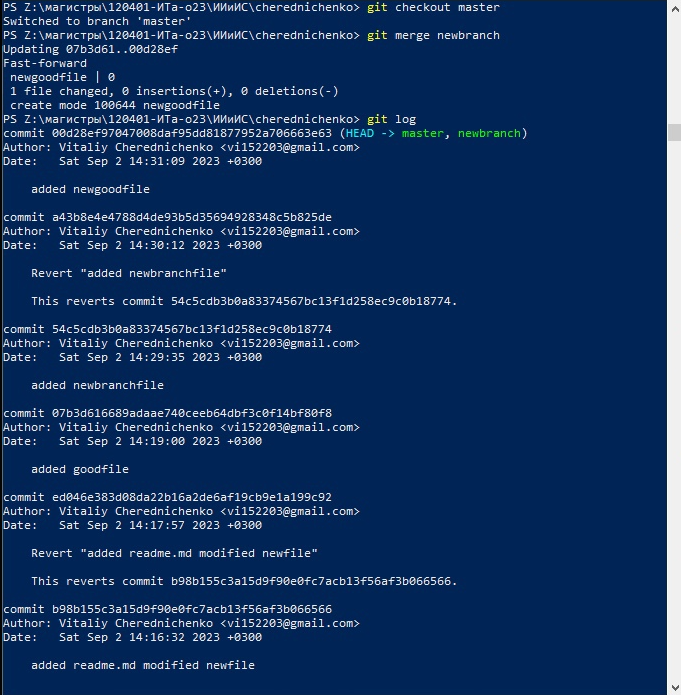 PS Z:\магистры\120401-ИТа-о23\ИИиИС\cherednichenko> git checkout master
Switched to branch 'master'
PS Z:\магистры\120401-ИТа-о23\ИИиИС\cherednichenko> git merge newbranch
Updating 07b3d61..00d28ef
Fast-forward
 newgoodfile | 0
 1 file changed, 0 insertions(+), 0 deletions(-)
 create mode 100644 newgoodfile
PS Z:\магистры\120401-ИТа-о23\ИИиИС\cherednichenko> git log
commit 00d28ef97047008daf95dd81877952a706663e63 (HEAD -> master, newbranch)
Author: Vitaliy Cherednichenko <vi152203@gmail.com>
Date:   Sat Sep 2 14:31:09 2023 +0300

    added newgoodfile

commit a43b8e4e4788d4de93b5d35694928348c5b825de
Author: Vitaliy Cherednichenko <vi152203@gmail.com>
Date:   Sat Sep 2 14:30:12 2023 +0300

    Revert "added newbranchfile"

    This reverts commit 54c5cdb3b0a83374567bc13f1d258ec9c0b18774.

commit 54c5cdb3b0a83374567bc13f1d258ec9c0b18774
Author: Vitaliy Cherednichenko <vi152203@gmail.com>
Date:   Sat Sep 2 14:29:35 2023 +0300

    added newbranchfile

commit 07b3d616689adaae740ceeb64dbf3c0f14bf80f8
Author: Vitaliy Cherednichenko <vi152203@gmail.com>
Date:   Sat Sep 2 14:19:00 2023 +0300

    added goodfile

commit ed046e383d08da22b16a2de6af19cb9e1a199c92
Author: Vitaliy Cherednichenko <vi152203@gmail.com>
Date:   Sat Sep 2 14:17:57 2023 +0300

    Revert "added readme.md modified newfile"

    This reverts commit b98b155c3a15d9f90e0fc7acb13f56af3b066566.

commit b98b155c3a15d9f90e0fc7acb13f56af3b066566
Author: Vitaliy Cherednichenko <vi152203@gmail.com>
Date:   Sat Sep 2 14:16:32 2023 +0300

    added readme.md modified newfile